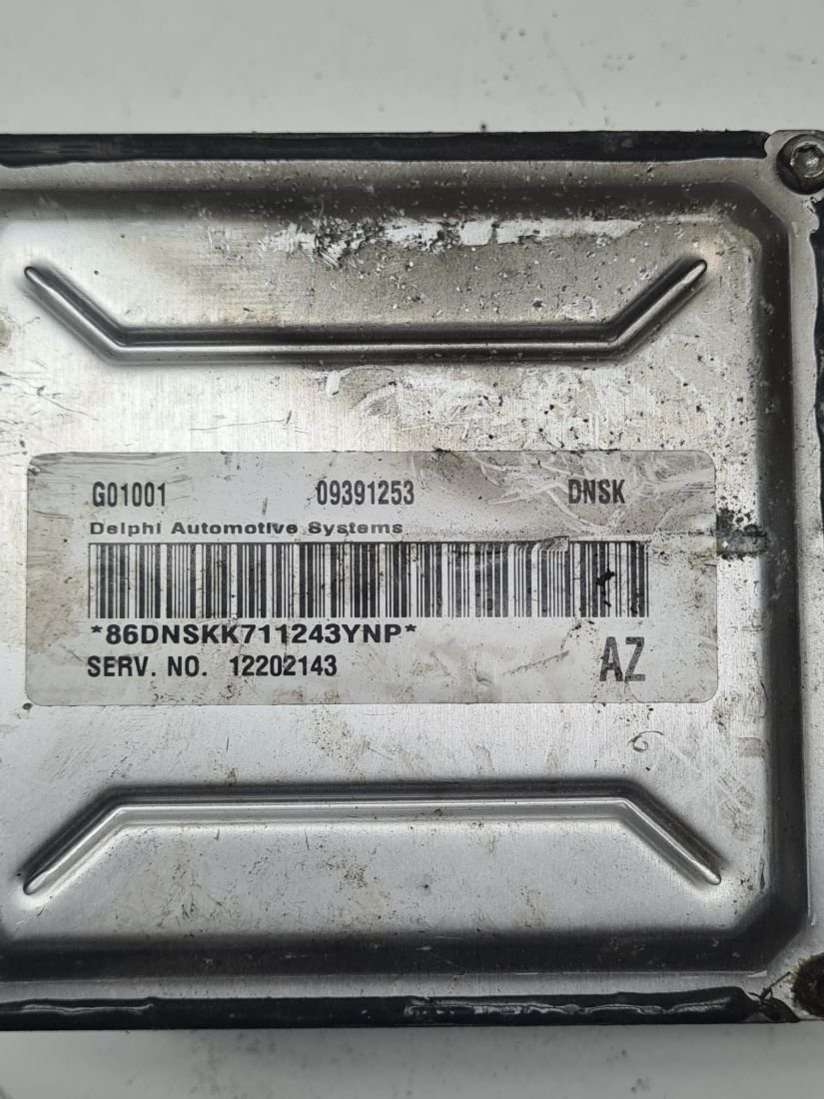 G01001 09391253 DNSK
Delphi Automotive Systems
*86DNSKK711243YNP*
SERV. NO. 12202143 AZ